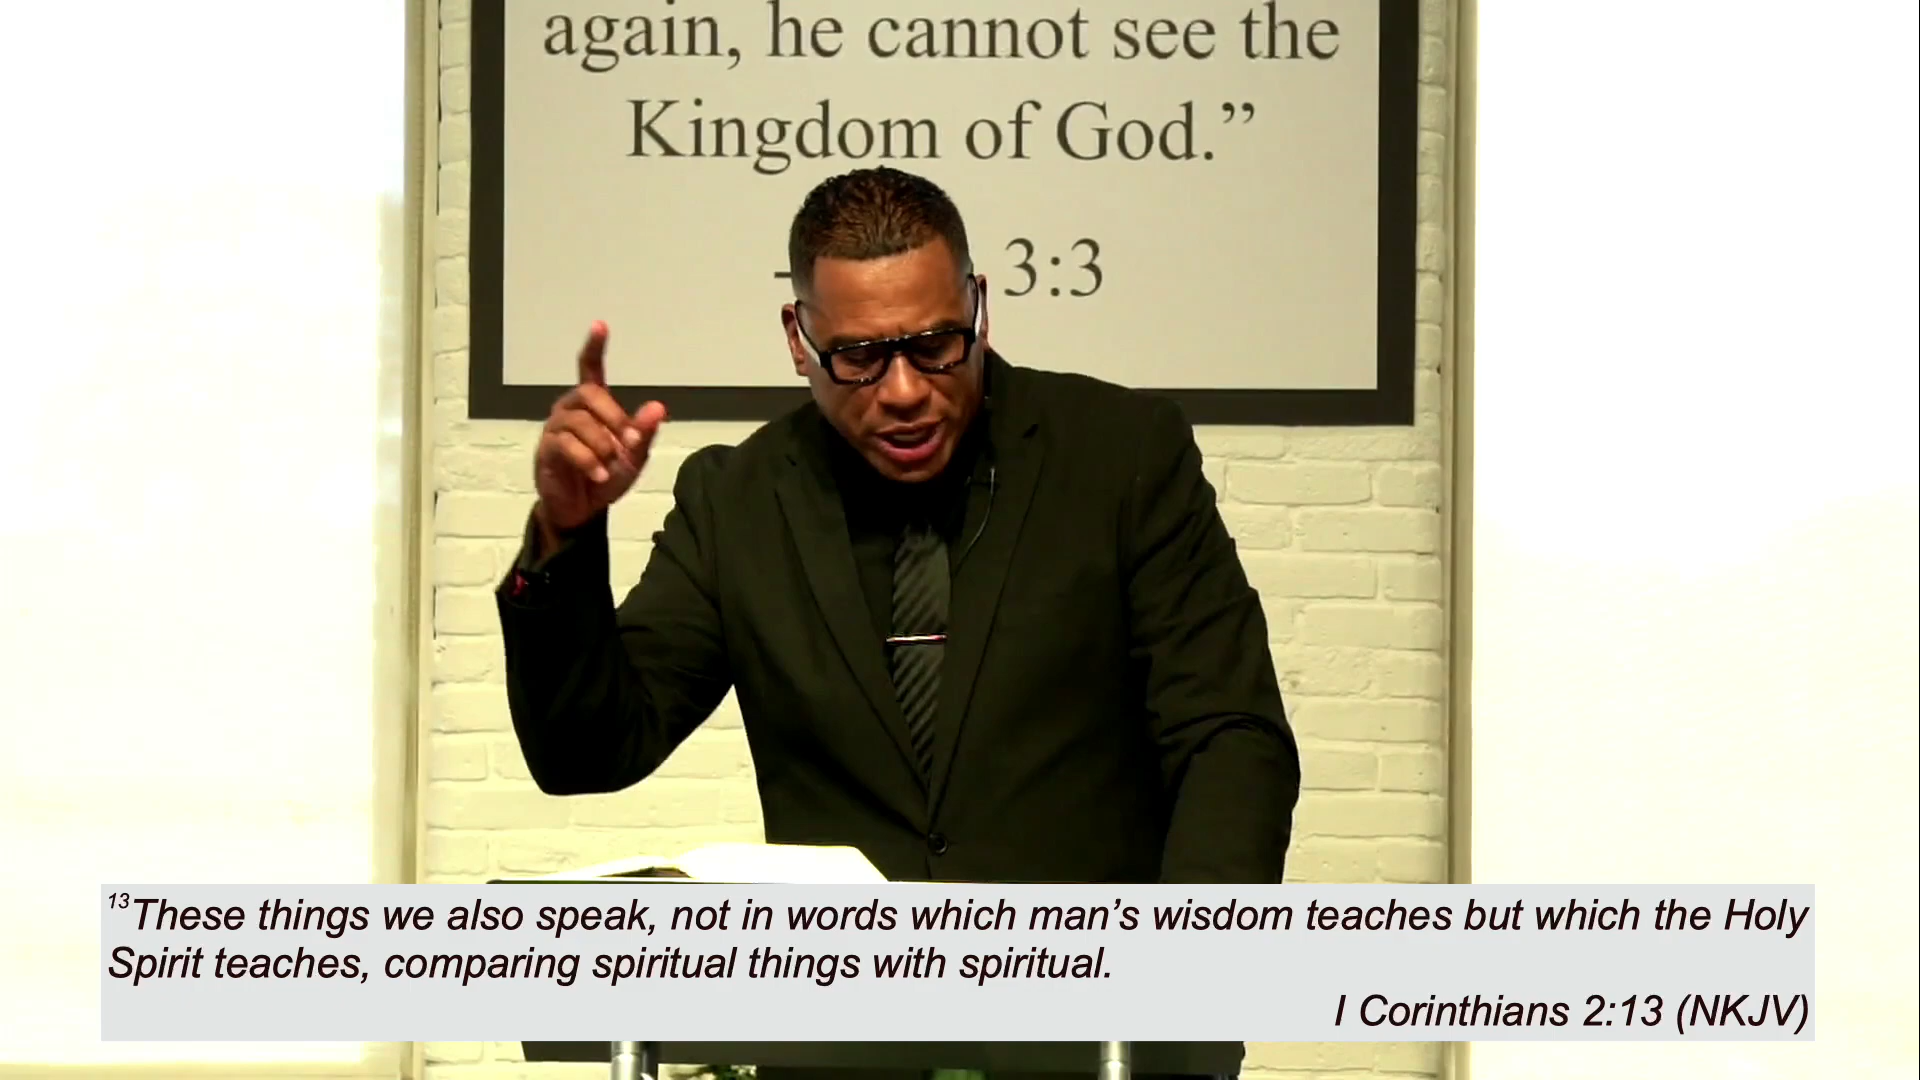 again, he cannot see the
Kingdom of God.”
- 3:3
13These things we also speak, not in words which man’s wisdom teaches but which the Holy
Spirit teaches, comparing spiritual things with spiritual.
I Corinthians 2:13 (NKJV)